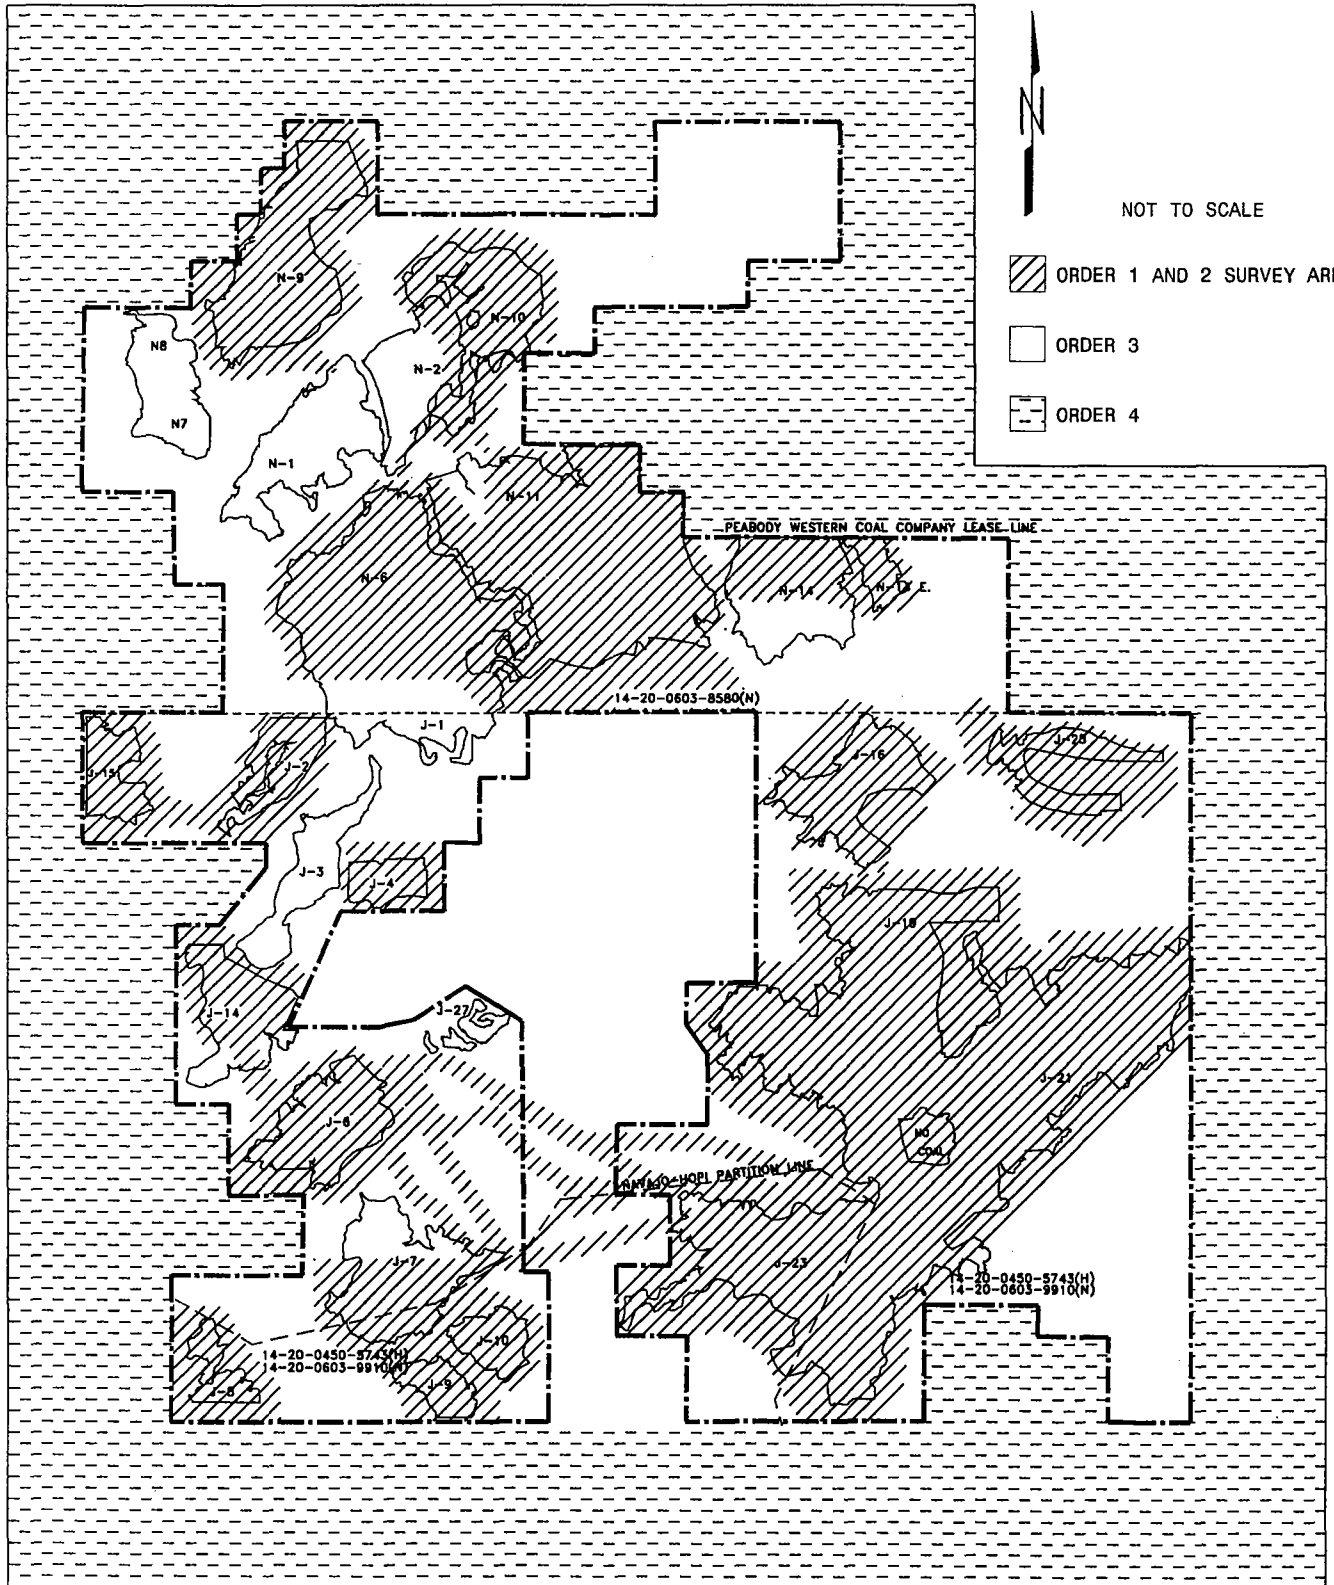 N
NOT TO SCALE
ORDER 1 AND 2 SURVEY
ORDER 3
ORDER 4
N-9
N-10
N8
N-2
N7
N-1
N-11
PEABODY WESTERN COAL COMPANY LEASE LINE
N-6
N-14
E.
14-20-0603-8580(N)
J-1
J-25
J-16
J-2
J-15
J-3
J-4
J-19
J-14
J-27
J-21
J-6
NO
COAL
NAVAJO-HOPI PARTITION LINE
J-7
J-23
14-20-0450-5743(H)
14-20-0603-9910(N)
J-10
14-20-0450-5743(H)
14-20-0603-9910(N)
J-9